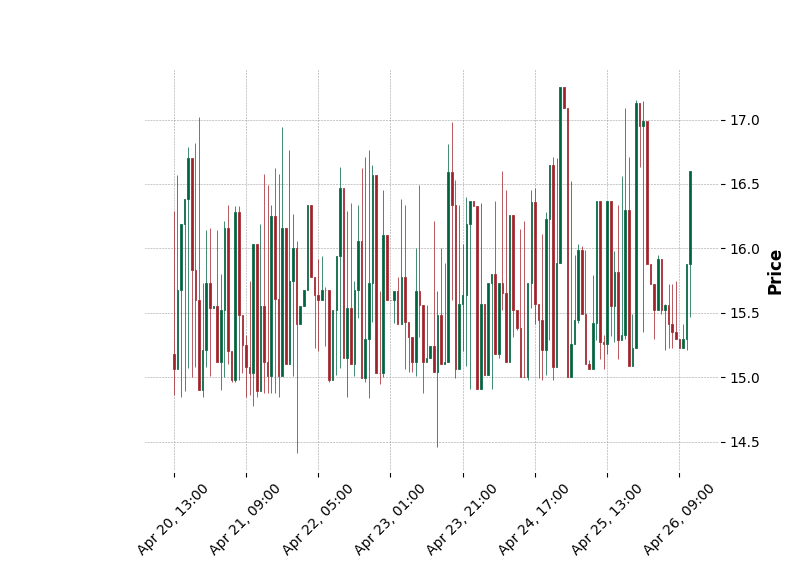 17.0
16.5
16.0
15.5
15.0
14.5
Price
Apr 20, 13:00
Apr 21, 09:00
Apr 22, 05:00
Apr 23, 01:00
Apr 23, 21:00
Apr 24, 17:00
Apr 25, 13:00
Apr 26, 09:00